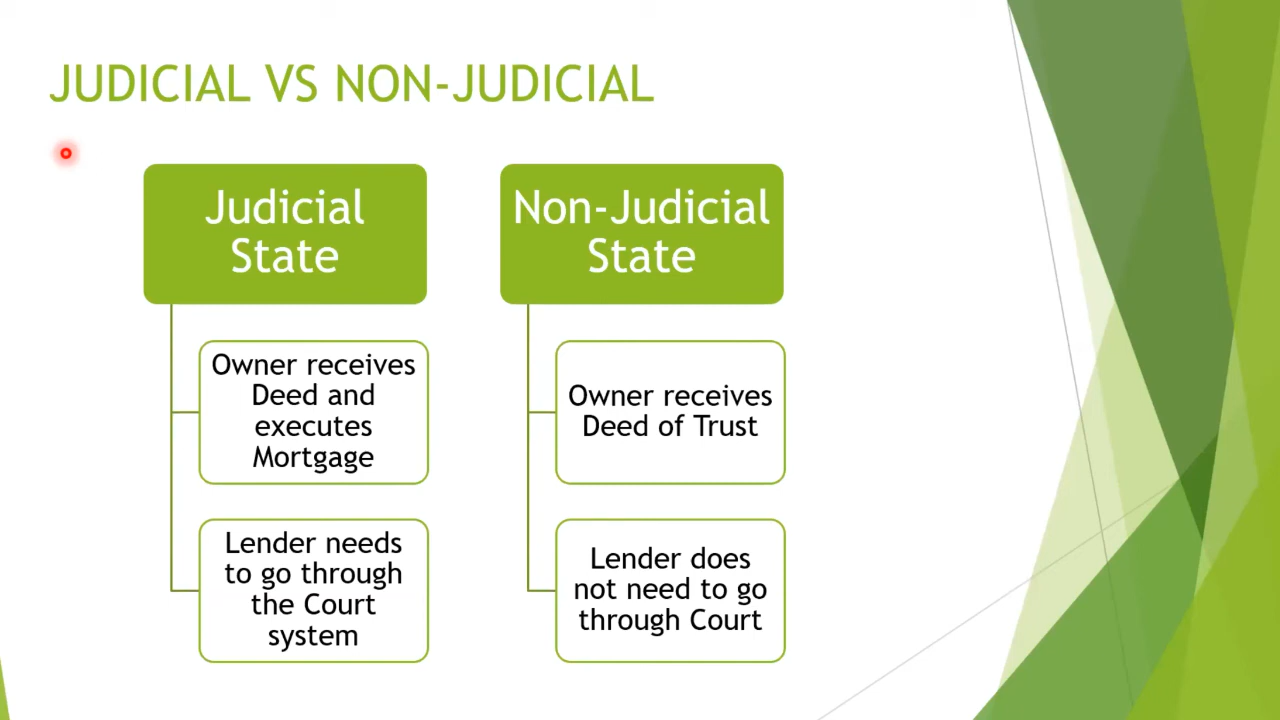 JUDICIAL VS NON-JUDICIAL
Judicial
State
Owner receives
Deed and
executes
Mortgage
Lender needs
to go through
the Court
system
Non-Judicial
State
Owner receives
Deed of Trust
Lender does
not need to go
through Court